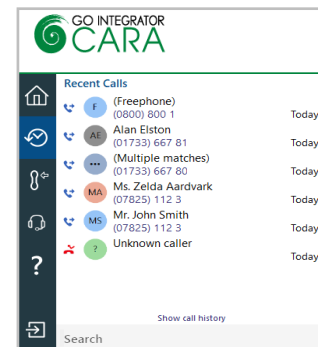 GO INTEGRATOR
CARA
Recent Calls
F (Freephone)
(0800) 800 1 Today
AE Alan Elston
(01733) 667 81 Today
... (Multiple matches)
(01733) 667 80 Today
MA Ms. Zelda Aardvark
(07825) 112 3 Today
MS Mr. John Smith
(07825) 112 3 Today
? Unknown caller
Today
?
Show call history
Search